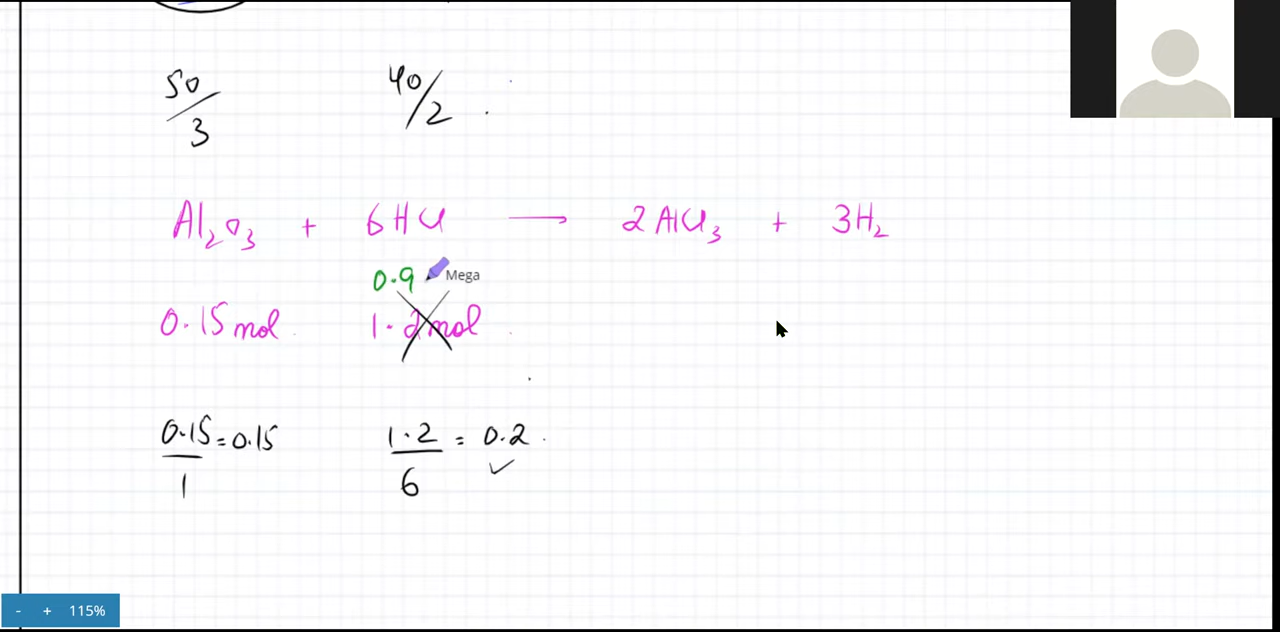 50/3 40/2
Al₂O₃ + 6HCl ⟶ 2AlCl₃ + 3H₂
0.9 Mega
0.15 mol 1.2 mol
0.15/1 = 0.15 1.2/6 = 0.2 ✓
- + 115%